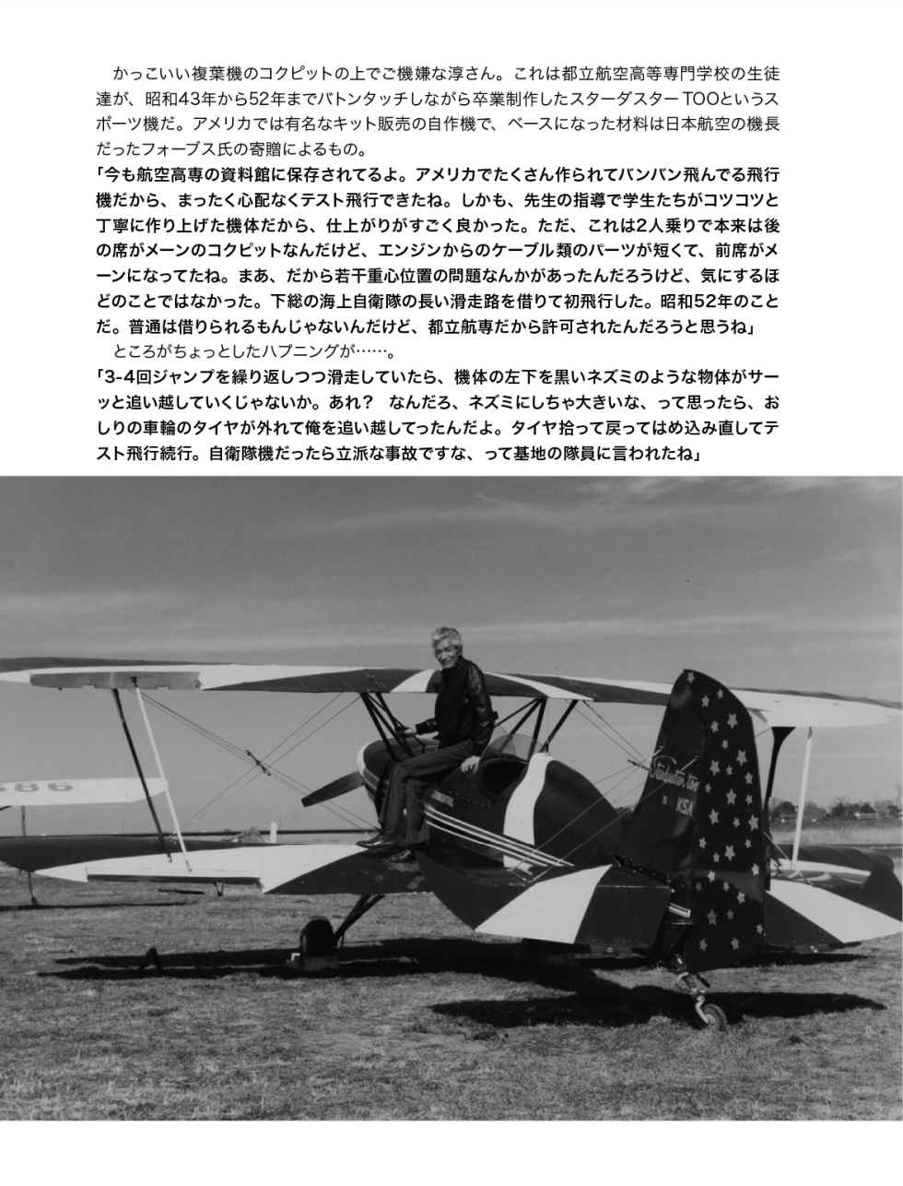 かっこいい複葉機のコクピットの上でご機嫌な淳さん。これは都立航空高等専門学校の生徒
達が、昭和43年から52年までバトンタッチしながら卒業制作したスターダスターTOOというス
ポーツ機だ。アメリカでは有名なキット販売の自作機で、ベースになった材料は日本航空の機長
だったフォーブス氏の寄贈によるもの。
「今も航空高専の資料館に保存されてるよ。アメリカでたくさん作られてバンバン飛んでる飛行
機だから、まったく心配なくテスト飛行できたね。しかも、先生の指導で学生たちがコツコツと
丁寧に作り上げた機体だから、仕上がりがすごく良かった。ただ、これは2人乗りで本来は後
の席がメーンのコクピットなんだけど、エンジンからのケーブル類のパーツが短くて、前席がメ
ーンになってたね。まあ、だから若干重心位置の問題なんかがあったんだろうけど、気にするほ
どのことではなかった。下総の海上自衛隊の長い滑走路を借りて初飛行した。昭和52年のこと
だ。普通は借りられるもんじゃないんだけど、都立航専だから許可されたんだろうと思うね」
ところがちょっとしたハプニングが……。
「3-4回ジャンプを繰り返しつつ滑走していたら、機体の左下を黒いネズミのような物体がサー
ッと追い越していくじゃないか。あれ？　なんだろ、ネズミにしちゃ大きいな、って思ったら、お
しりの車輪のタイヤが外れて俺を追い越してったんだよ。タイヤ拾って戻ってはめ込み直してテ
スト飛行続行。自衛隊機だったら立派な事故ですな、って基地の隊員に言われたね」